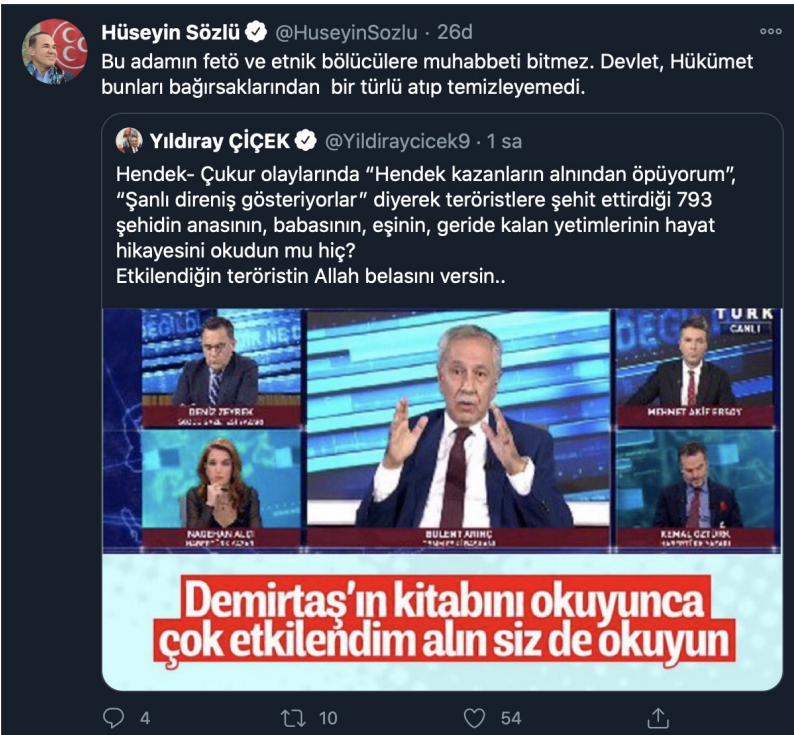 Hüseyin Sözlü @HuseyinSozlu · 26d
Bu adamın fetö ve etnik bölücülere muhabbeti bitmez. Devlet, Hükümet
bunları bağırsaklarından bir türlü atıp temizleyemedi.
Yıldıray ÇİÇEK @Yildiraycicek9 · 1 sa
Hendek- Çukur olaylarında “Hendek kazanların alnından öpüyorum”,
“Şanlı direniş gösteriyorlar” diyerek teröristlere şehit ettirdiği 793
şehidin anasının, babasının, eşinin, geride kalan yetimlerinin hayat
hikayesini okudun mu hiç?
Etkilendiğin teröristin Allah belasını versin..
TÜRK
CANLI
DENİZ ZEYREK
MEHMET AKİF ERSOY
NAGEHAN ALÇI
BÜLENT ARINÇ
KEMAL ÖZTÜRK
Demirtaş'ın kitabını okuyunca
çok etkilendim alın siz de okuyun
4 10 54